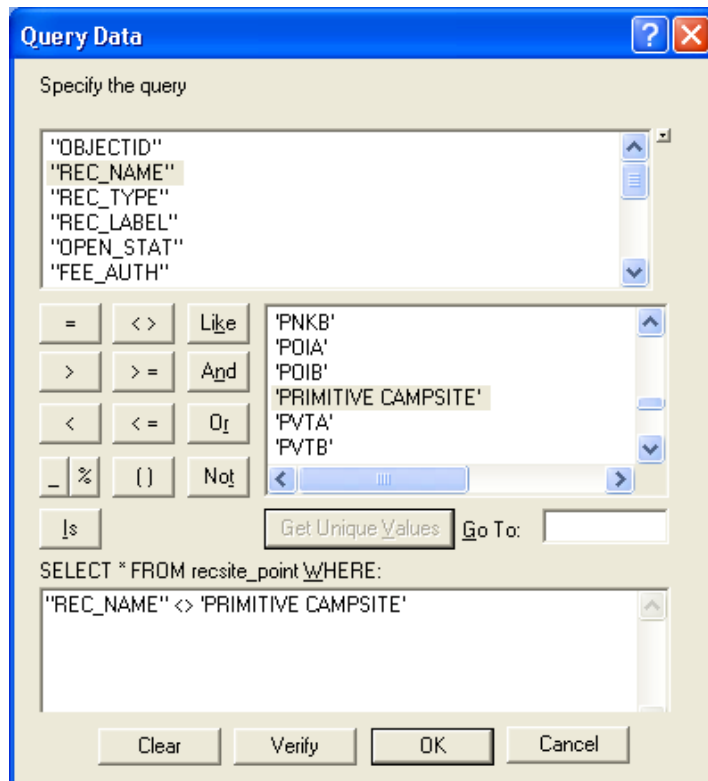 Query Data
Specify the query
"OBJECTID"
"REC_NAME"
"REC_TYPE"
"REC_LABEL"
"OPEN_STAT"
"FEE_AUTH"
= < > Like
> > = And
< < = Or
_ % ( ) Not
Is
'PNKB'
'POIA'
'POIB'
'PRIMITIVE CAMPSITE'
'PVTA'
'PVTB'
Get Unique Values Go To:
SELECT * FROM recsite_point WHERE:
"REC_NAME" <> 'PRIMITIVE CAMPSITE'
Clear Verify OK Cancel